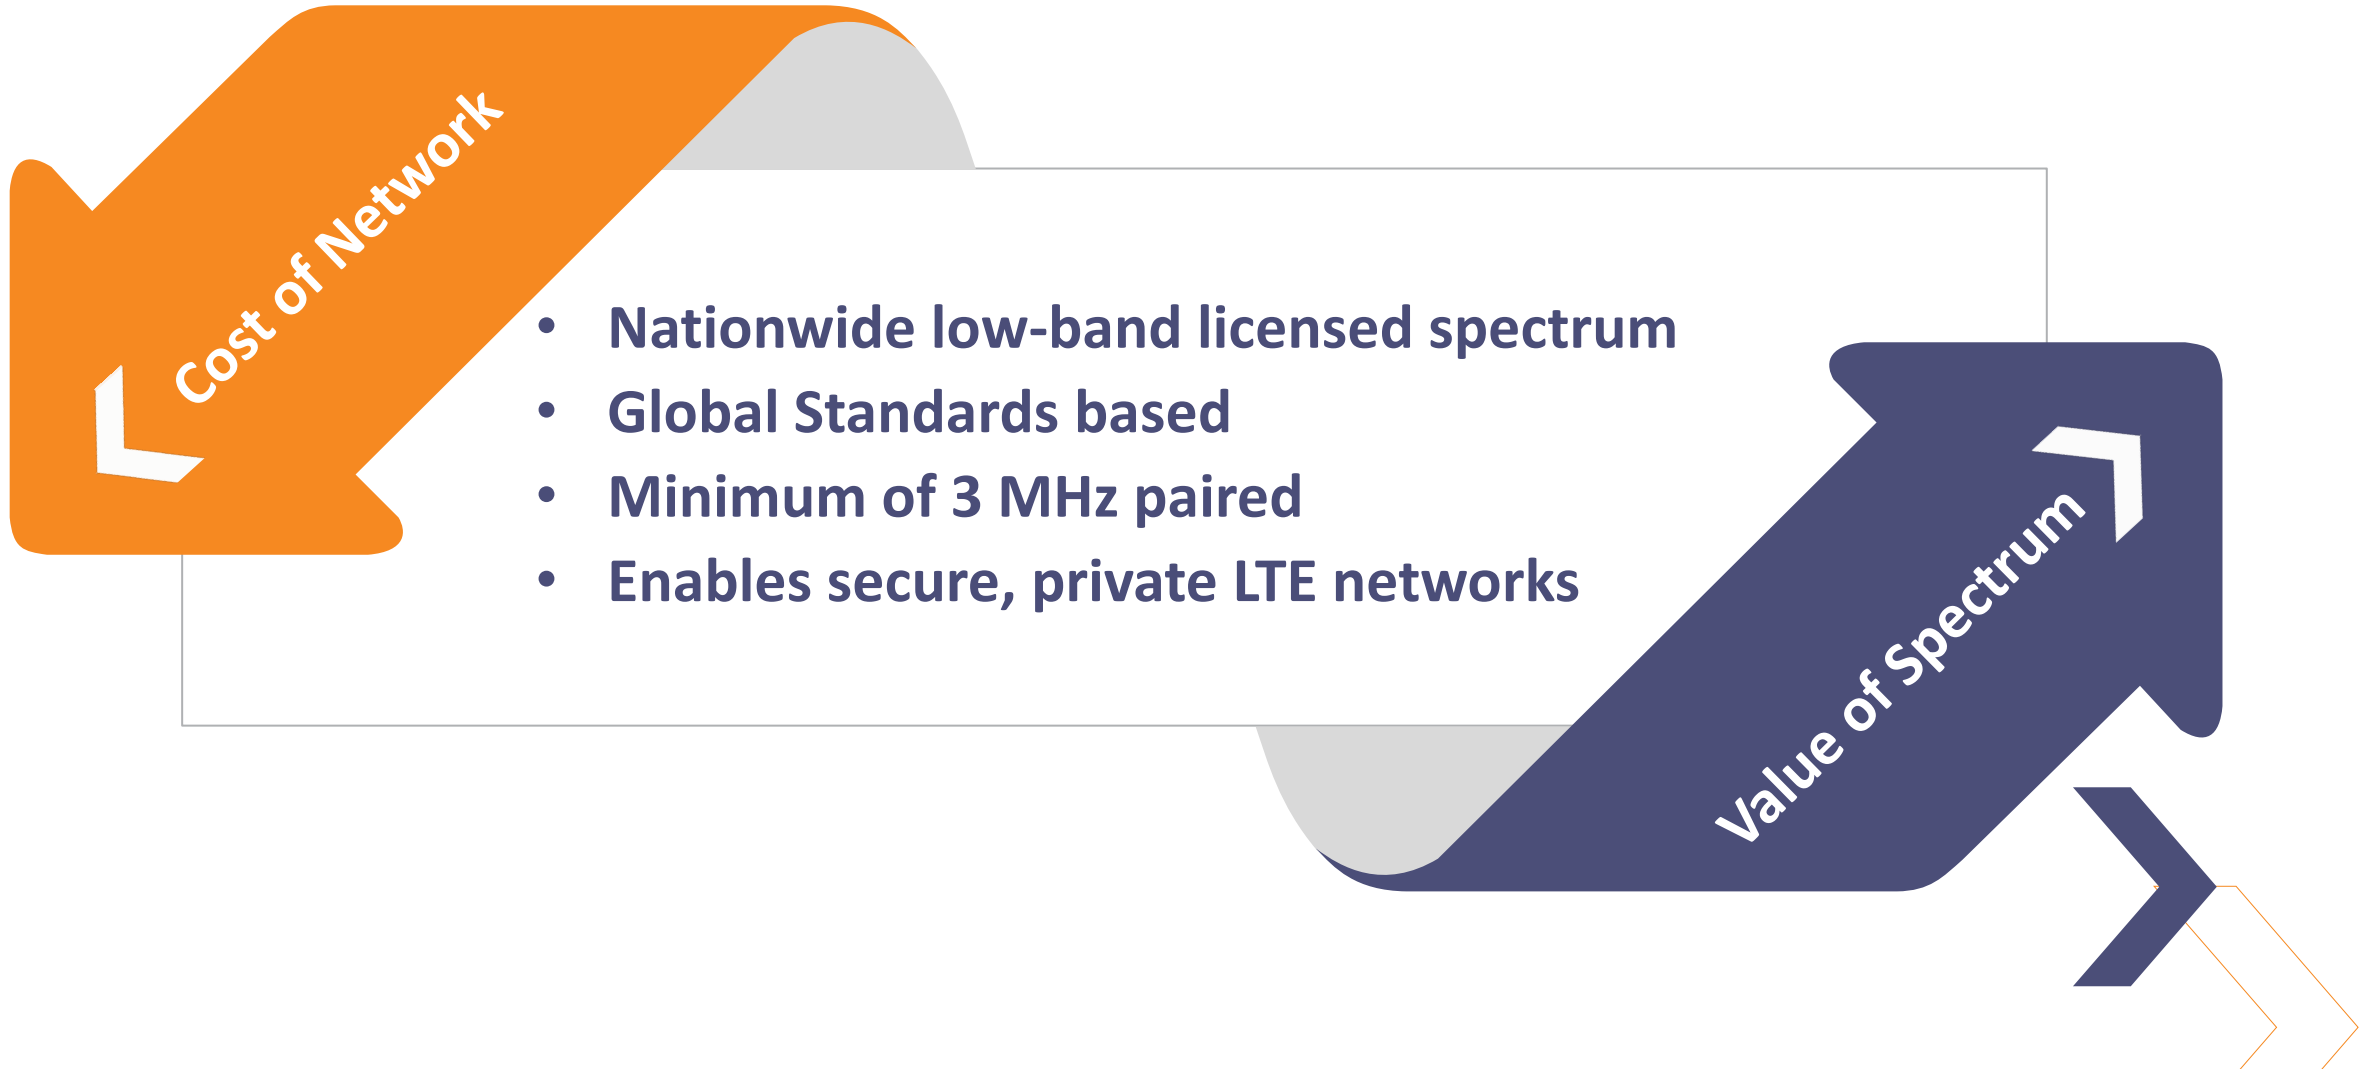 Cost of Network
• Nationwide low-band licensed spectrum
• Global Standards based
• Minimum of 3 MHz paired
• Enables secure, private LTE networks
Value of Spectrum